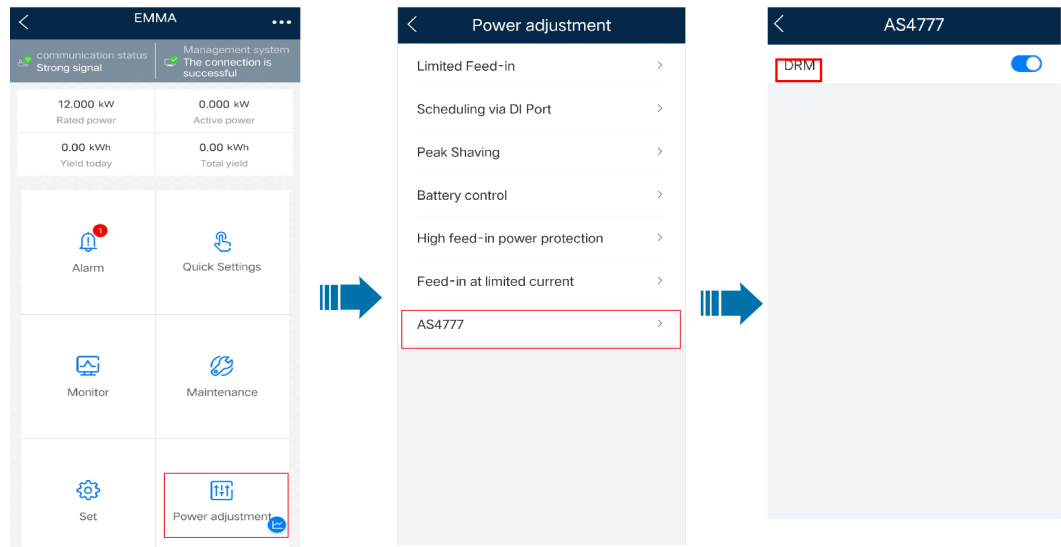 EMMA
communication status
Strong signal
Management system
The connection is
successful
12.000 kW
Rated power
0.000 kW
Active power
0.00 kWh
Yield today
0.00 kWh
Total yield
1
Alarm
Quick Settings
Monitor
Maintenance
Set
Power adjustment
Power adjustment
Limited Feed-in
Scheduling via DI Port
Peak Shaving
Battery control
High feed-in power protection
Feed-in at limited current
AS4777
AS4777
DRM